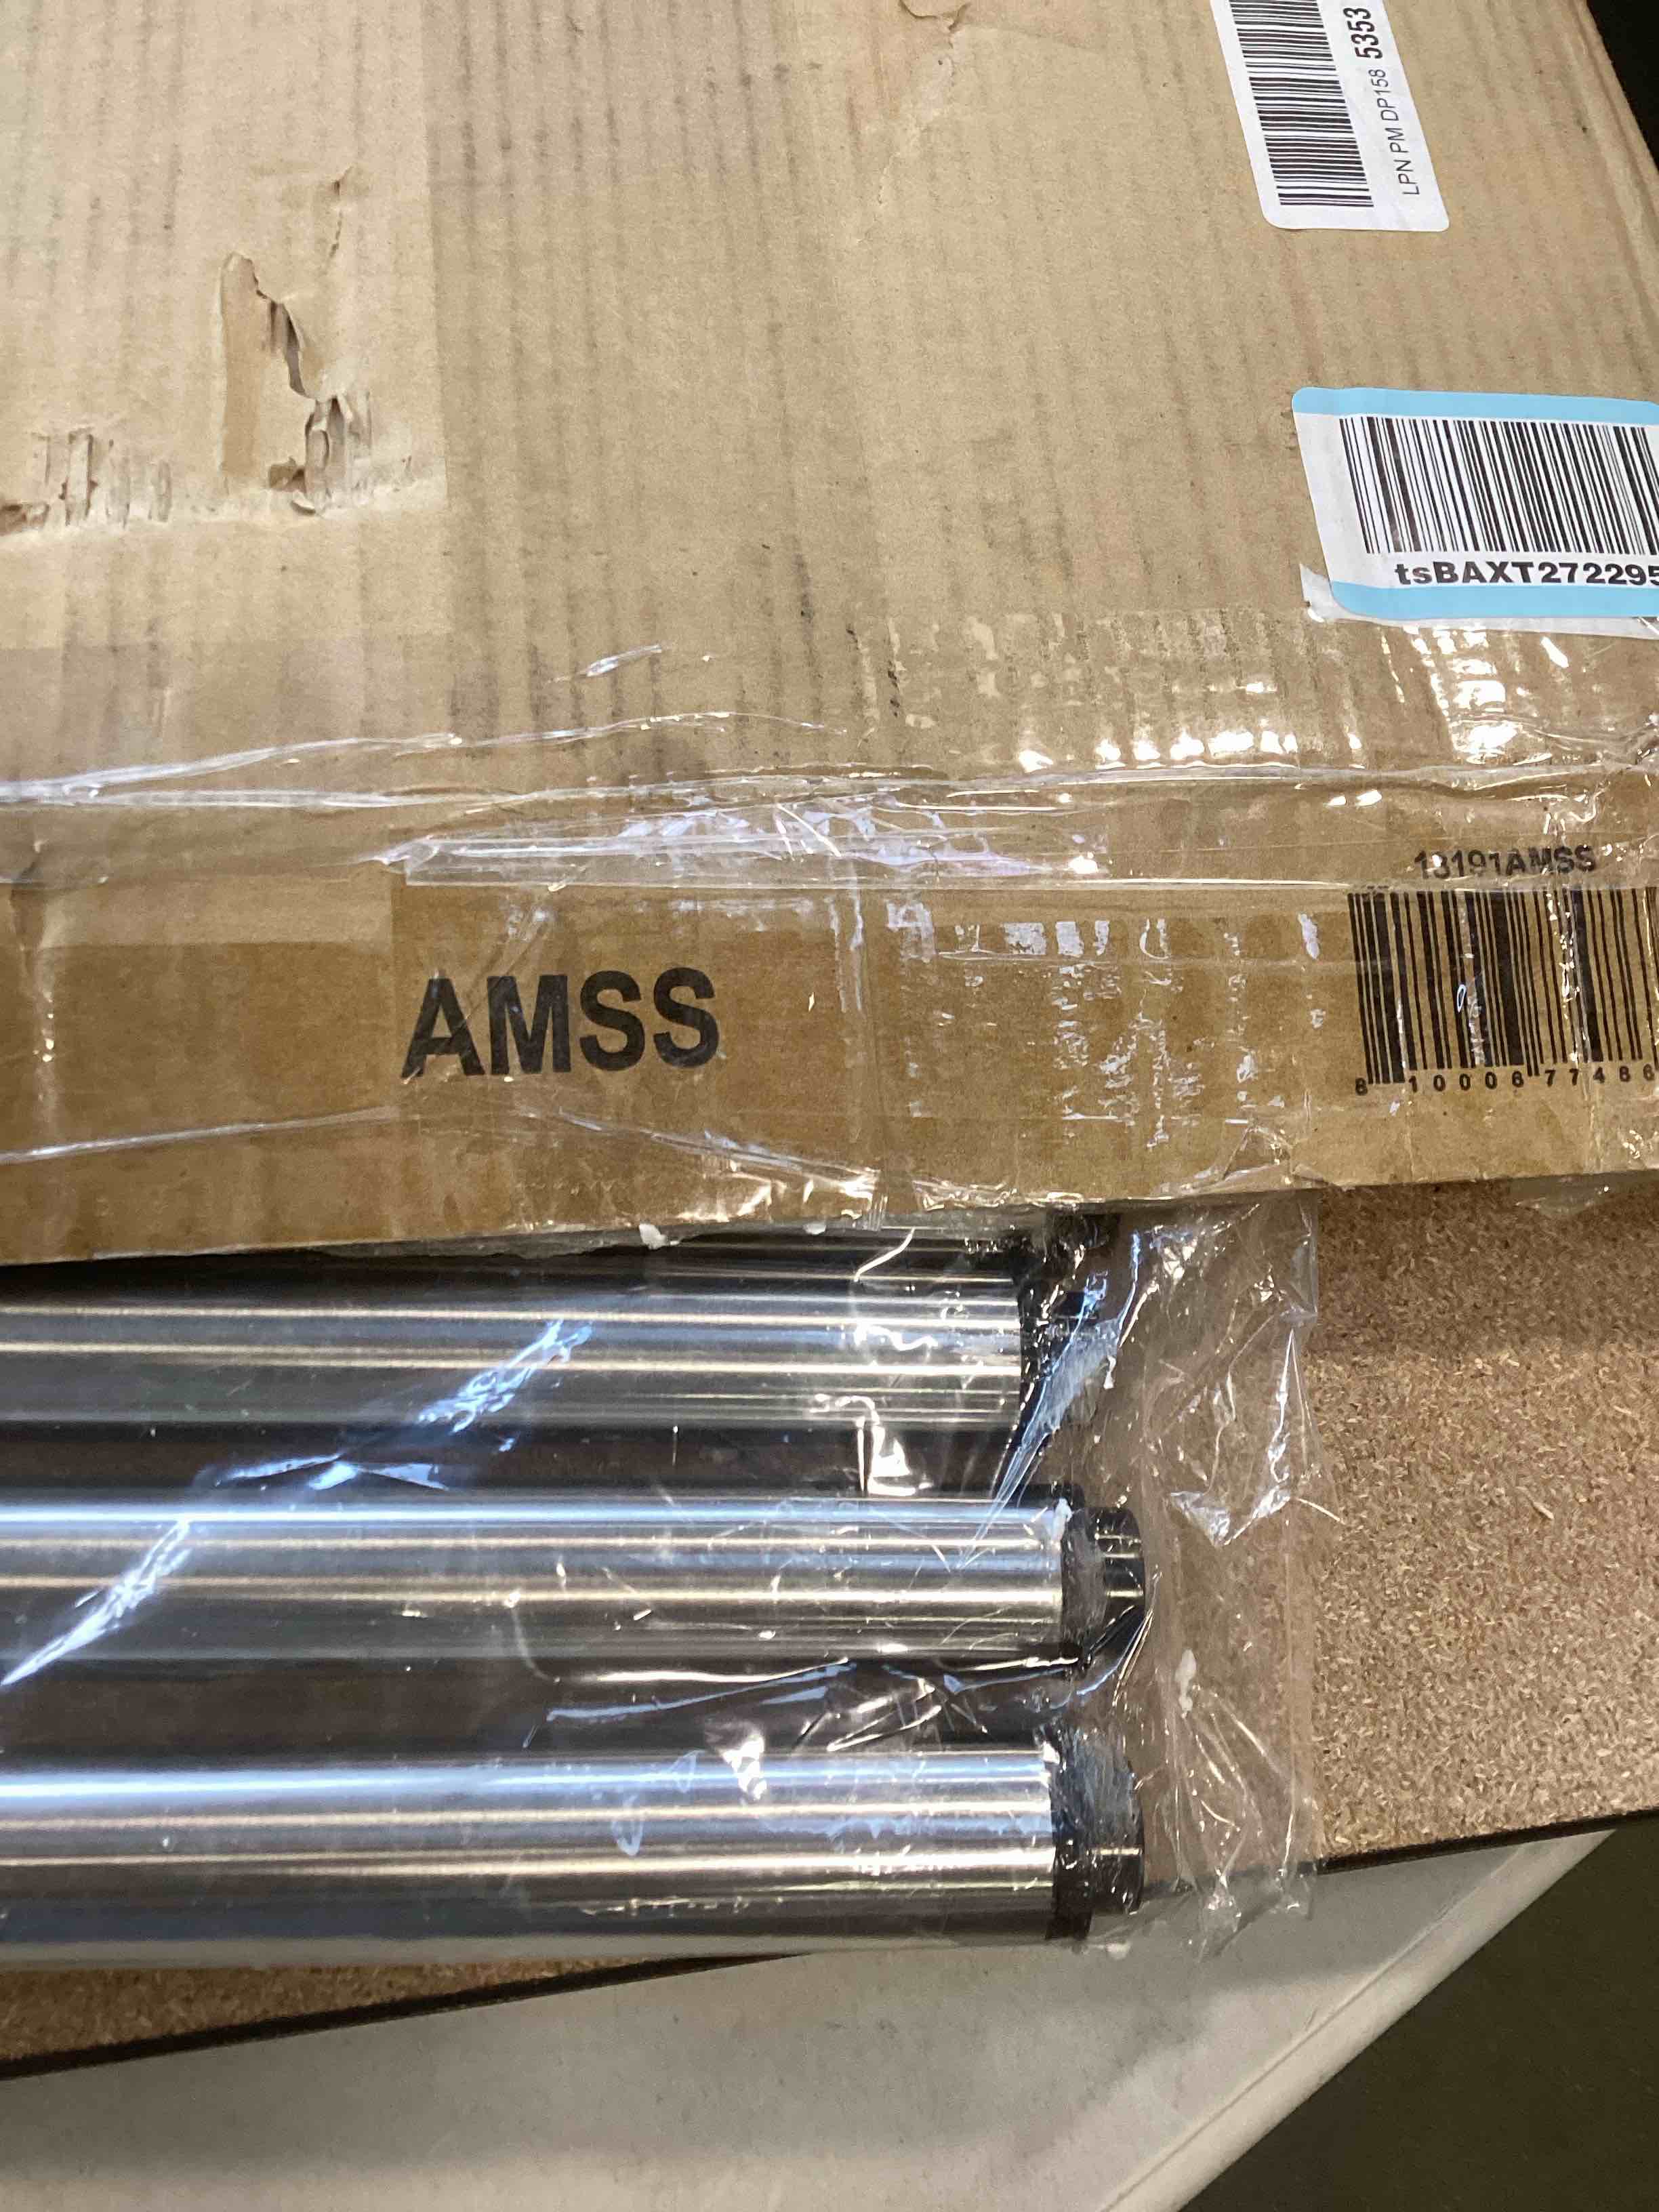 LPN PM DP158 5353
tsBAXT272295
13191AMSS
AMSS
8 10006 77486